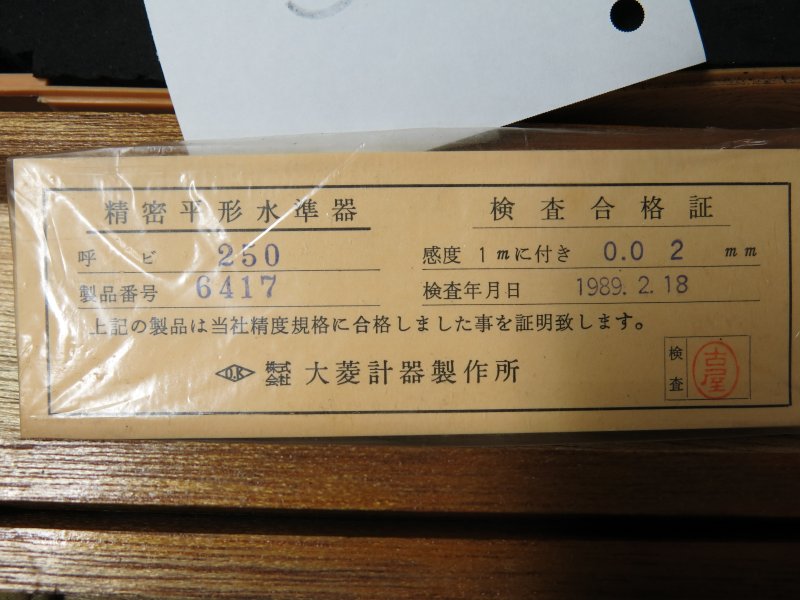 精密平形水準器
検査合格証
呼ビ 250
感度 1mに付き 0.02 mm
製品番号 6417
検査年月日 1989.2.18
上記の製品は当社精度規格に合格しました事を証明致します。
O.K 株式会社 大菱計器製作所
検査 古屋